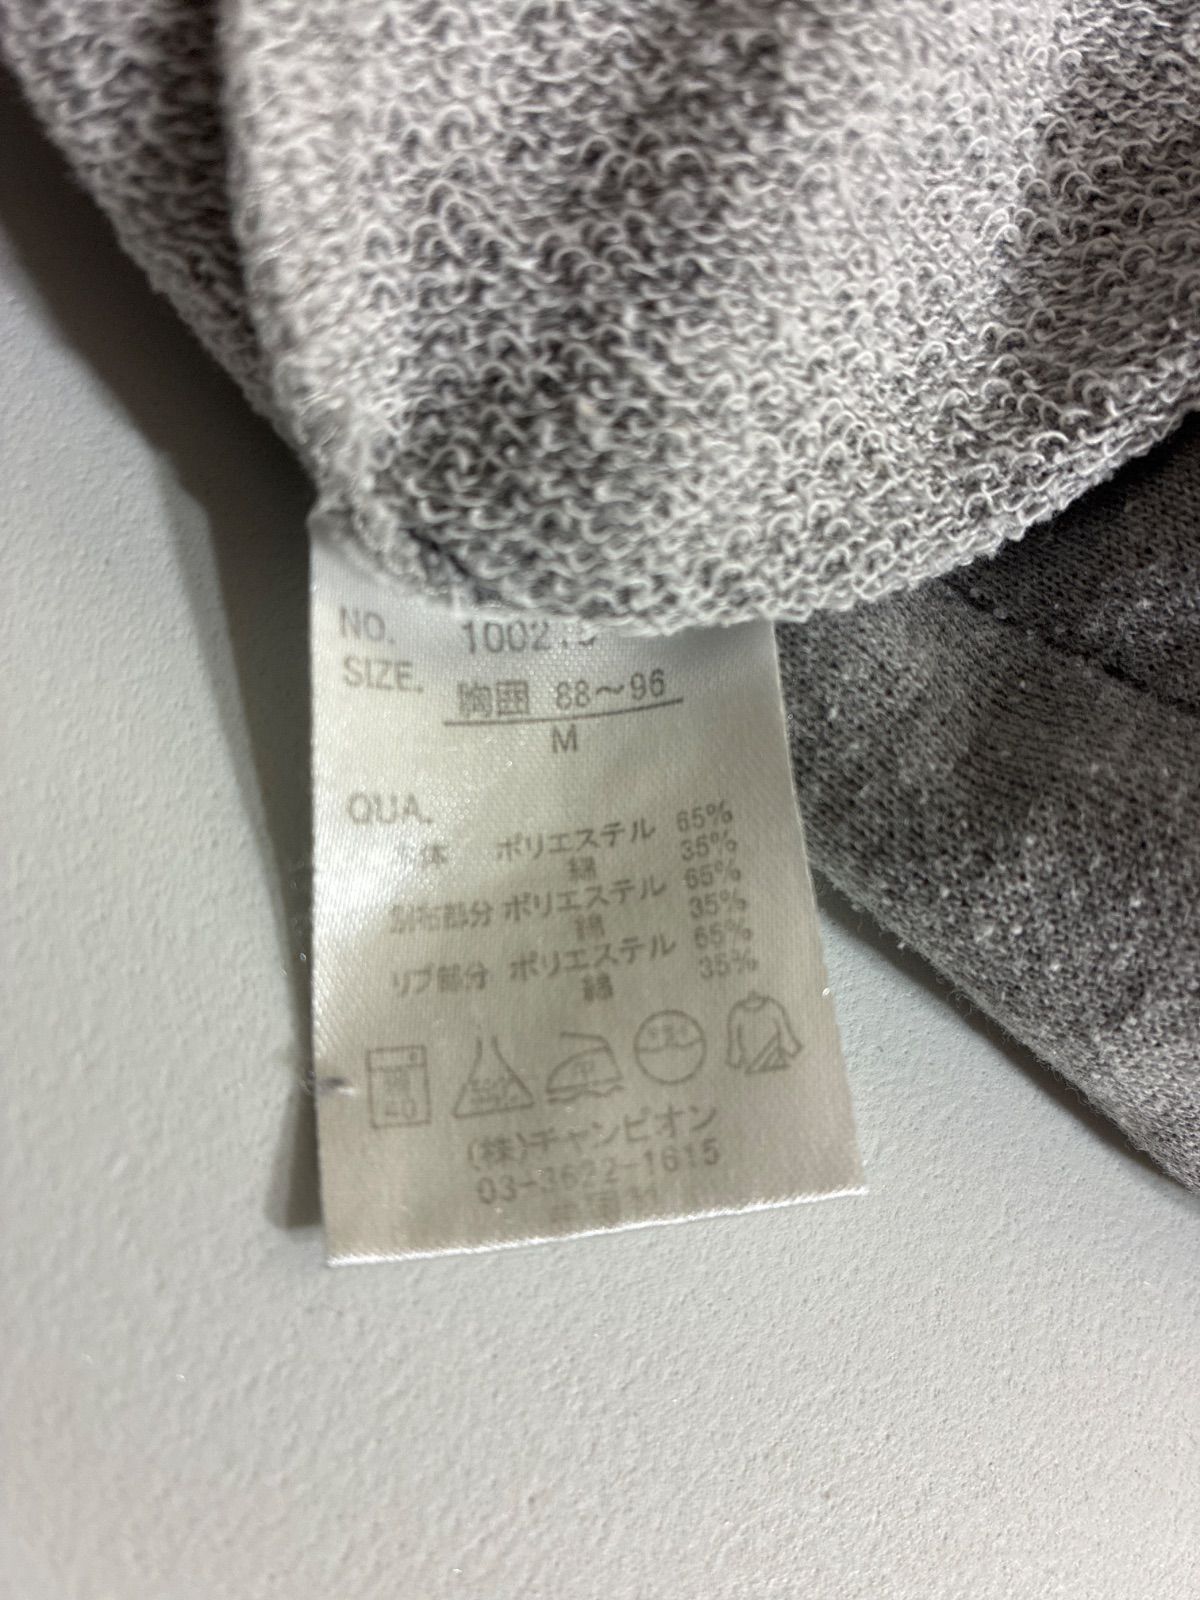 NO.
SIZE. 胸囲 88～96
M
QUA.
本体 ポリエステル 65%
綿 35%
別布部分 ポリエステル 65%
綿 35%
リブ部分 ポリエステル 65%
綿 35%
(株)チャンピオン
03-3622-1615